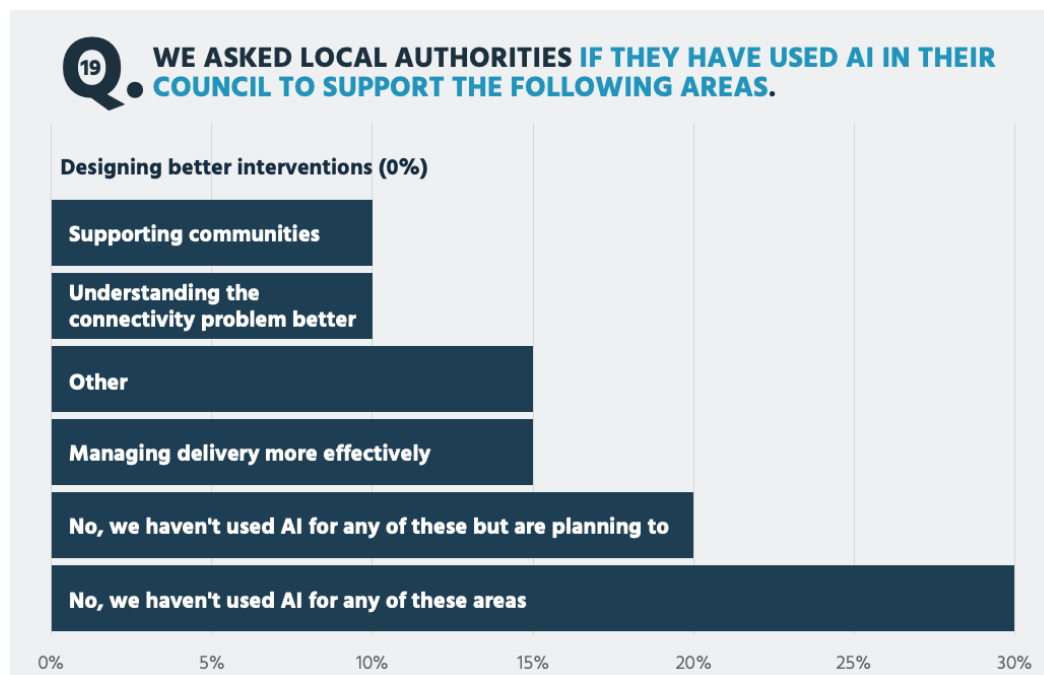 Q.
19
WE ASKED LOCAL AUTHORITIES IF THEY HAVE USED AI IN THEIR
COUNCIL TO SUPPORT THE FOLLOWING AREAS.
Designing better interventions (0%)
Supporting communities
Understanding the
connectivity problem better
Other
Managing delivery more effectively
No, we haven't used AI for any of these but are planning to
No, we haven't used AI for any of these areas
0% 5% 10% 15% 20% 25% 30%